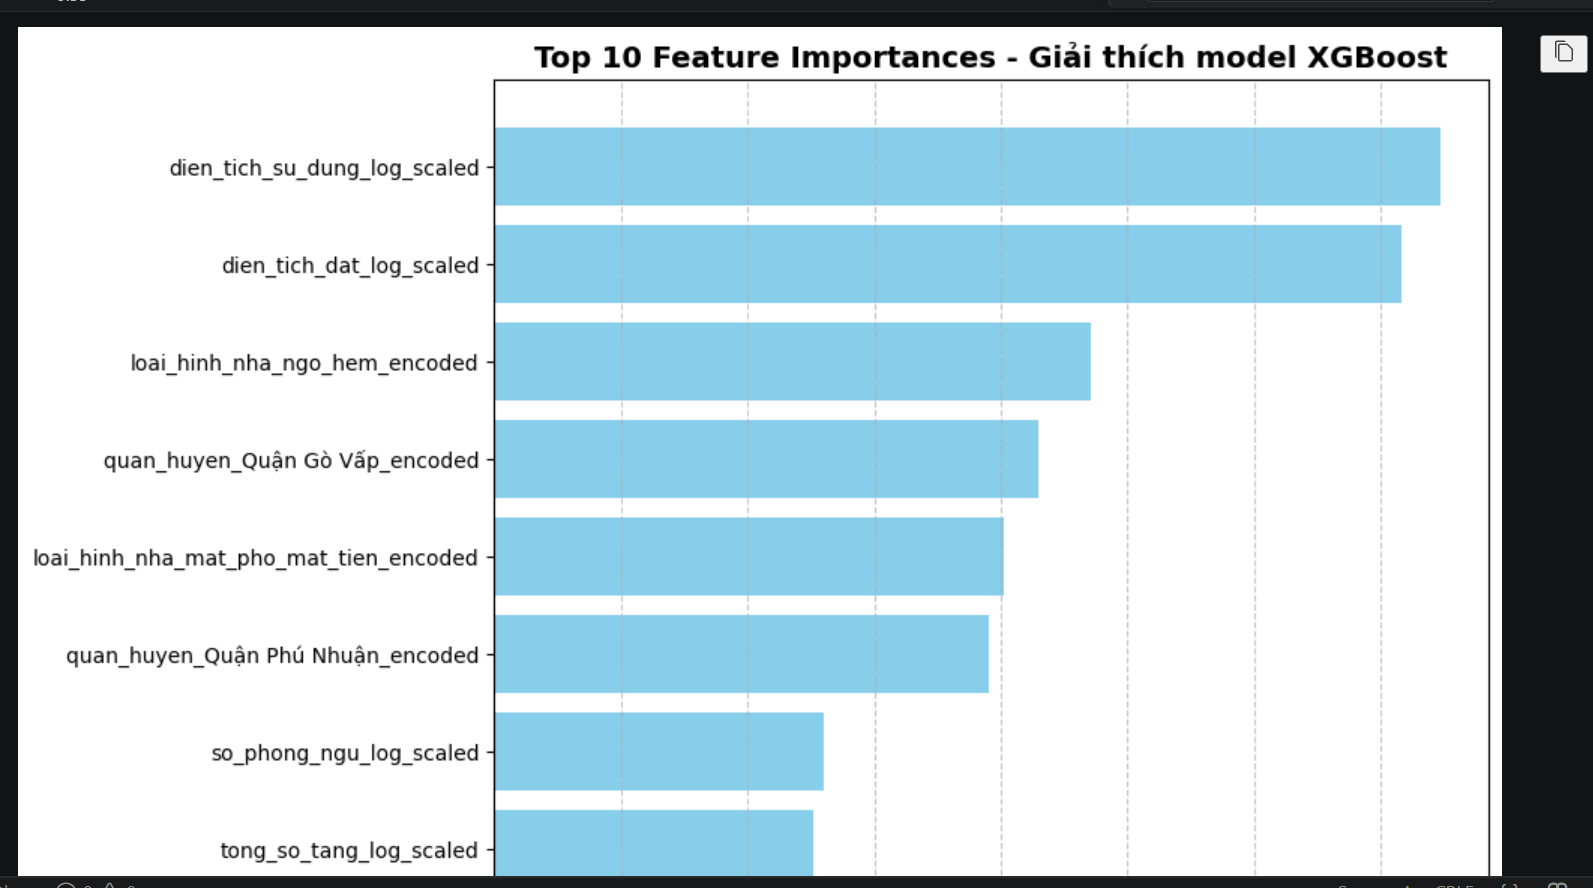 Top 10 Feature Importances - Giải thích model XGBoost
dien_tich_su_dung_log_scaled
dien_tich_dat_log_scaled
loai_hinh_nha_ngo_hem_encoded
quan_huyen_Quận Gò Vấp_encoded
loai_hinh_nha_mat_pho_mat_tien_encoded
quan_huyen_Quận Phú Nhuận_encoded
so_phong_ngu_log_scaled
tong_so_tang_log_scaled